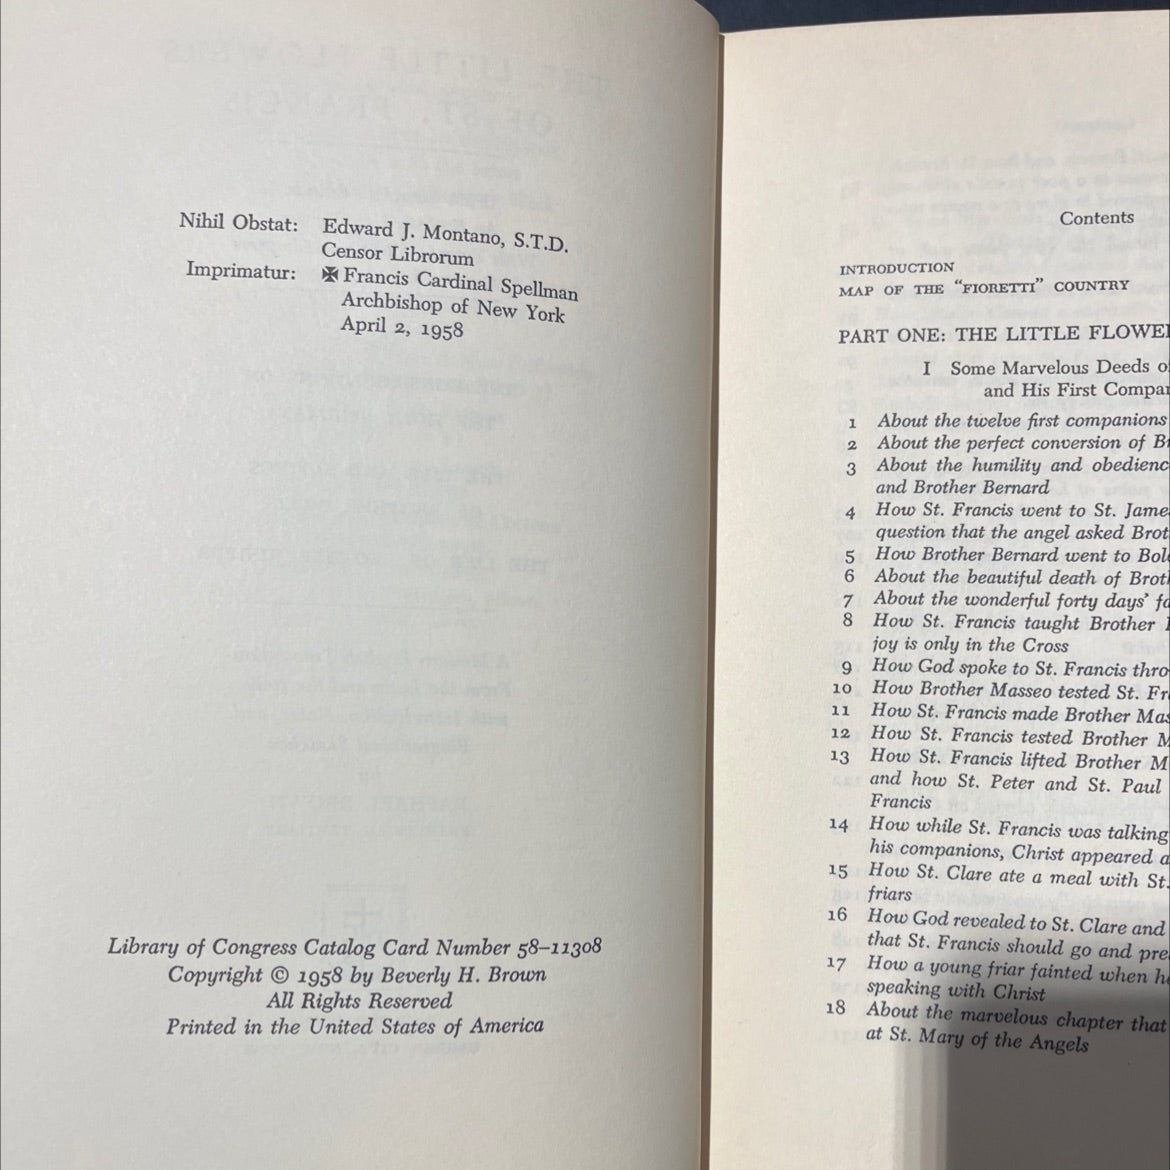 Nihil Obstat: Edward J. Montano, S.T.D.
Censor Librorum
Imprimatur: ✠ Francis Cardinal Spellman
Archbishop of New York
April 2, 1958
Library of Congress Catalog Card Number 58–11308
Copyright © 1958 by Beverly H. Brown
All Rights Reserved
Printed in the United States of America
Contents
INTRODUCTION
MAP OF THE “FIORETTI” COUNTRY
PART ONE: THE LITTLE FLOWE
I Some Marvelous Deeds o
and His First Compa
1 About the twelve first companions
2 About the perfect conversion of B
3 About the humility and obedienc
and Brother Bernard
4 How St. Francis went to St. Jame
question that the angel asked Brot
5 How Brother Bernard went to Bol
6 About the beautiful death of Brot
7 About the wonderful forty days’ fa
8 How St. Francis taught Brother
joy is only in the Cross
9 How God spoke to St. Francis thro
10 How Brother Masseo tested St. Fr
11 How St. Francis made Brother Mas
12 How St. Francis tested Brother M
13 How St. Francis lifted Brother M
and how St. Peter and St. Paul
Francis
14 How while St. Francis was talking
his companions, Christ appeared a
15 How St. Clare ate a meal with St.
friars
16 How God revealed to St. Clare and
that St. Francis should go and pre
17 How a young friar fainted when h
speaking with Christ
18 About the marvelous chapter that
at St. Mary of the Angels